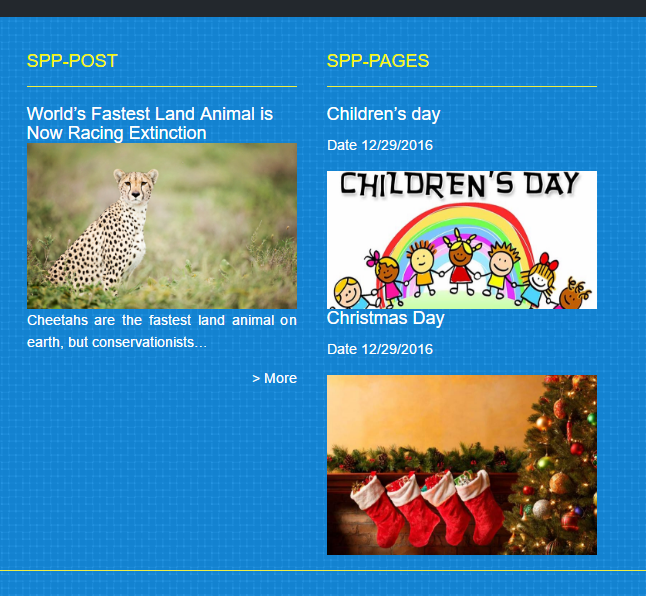 SPP-POST
World’s Fastest Land Animal is
Now Racing Extinction
Cheetahs are the fastest land animal on
earth, but conservationists...
> More
SPP-PAGES
Children’s day
Date 12/29/2016
CHILDREN'S DAY
Christmas Day
Date 12/29/2016